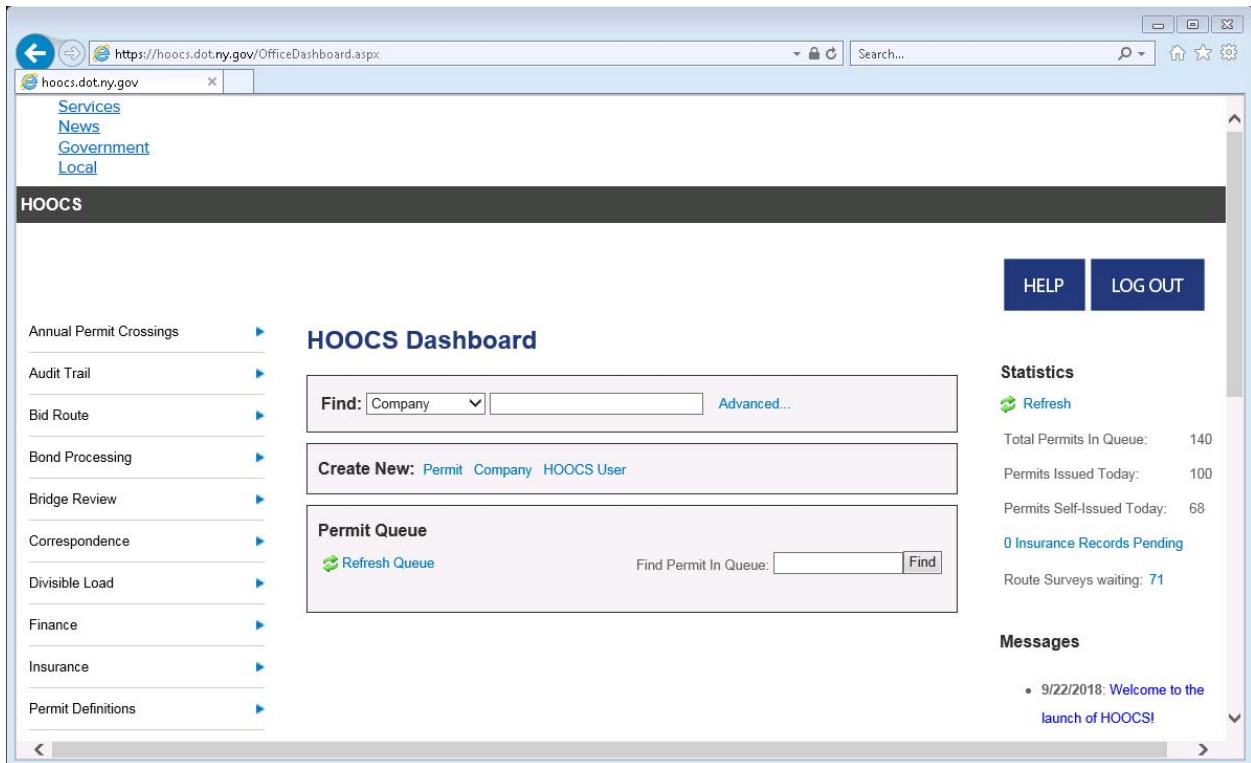 https://hoocs.dot.ny.gov/OfficeDashboard.aspx
Search...
hoocs.dot.ny.gov
Services
News
Government
Local
HOOCS
HELP
LOG OUT
Annual Permit Crossings
Audit Trail
Bid Route
Bond Processing
Bridge Review
Correspondence
Divisible Load
Finance
Insurance
Permit Definitions
HOOCS Dashboard
Find: Company Advanced...
Create New: Permit Company HOOCS User
Permit Queue
Refresh Queue Find Permit In Queue: Find
Statistics
Refresh
Total Permits In Queue: 140
Permits Issued Today: 100
Permits Self-Issued Today: 68
0 Insurance Records Pending
Route Surveys waiting: 71
Messages
• 9/22/2018: Welcome to the
launch of HOOCS!